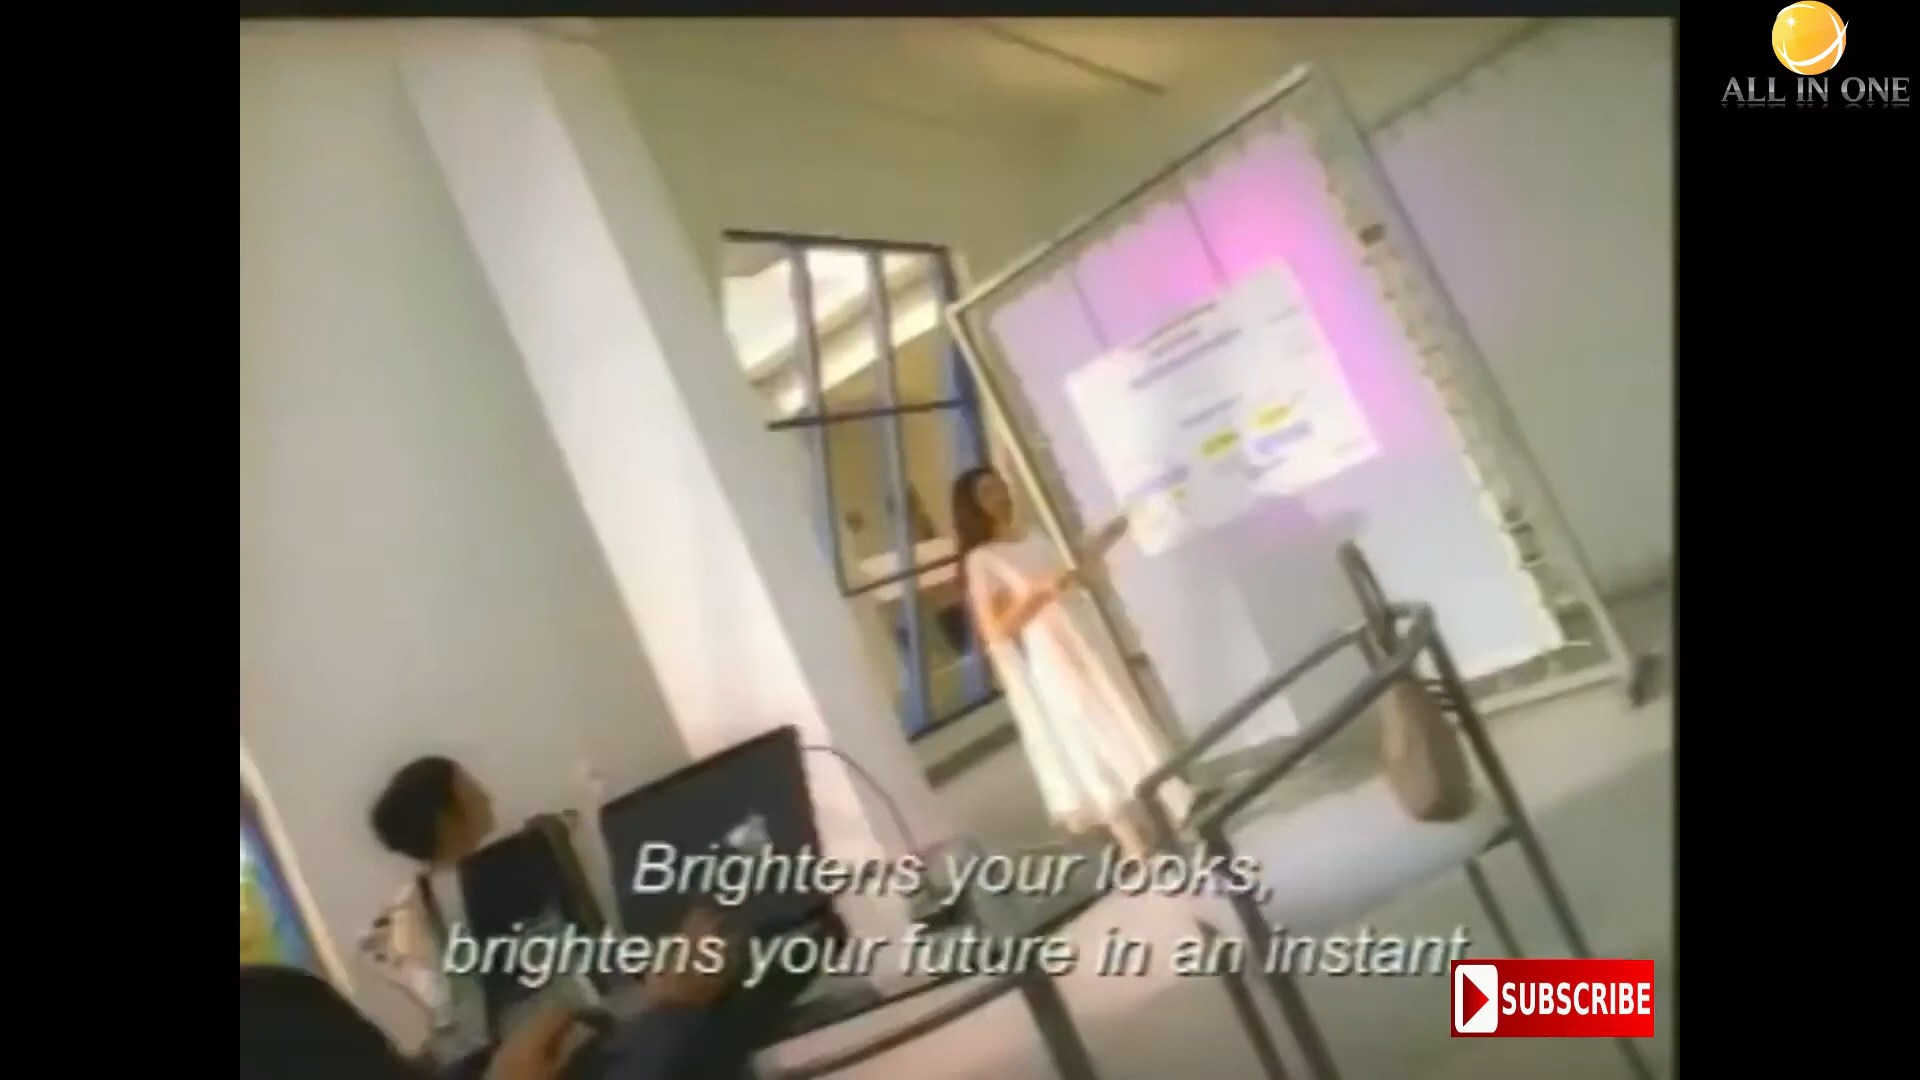 ALL IN ONE
Brightens your looks,
brightens your future in an instant
SUBSCRIBE